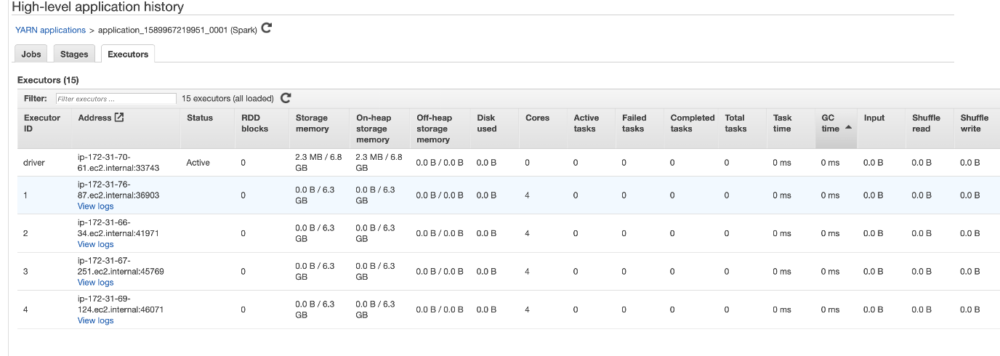 High-level application history
YARN applications > application_1589967219951_0001 (Spark)
Jobs Stages Executors
Executors (15)
Filter: Filter executors ... 15 executors (all loaded)
Executor ID Address Status RDD blocks Storage memory On-heap storage memory Off-heap storage memory Disk used Cores Active tasks Failed tasks Completed tasks Total tasks Task time GC time Input Shuffle read Shuffle write
driver ip-172-31-70-61.ec2.internal:33743 Active 0 2.3 MB / 6.8 GB 2.3 MB / 6.8 GB 0.0 B / 0.0 B 0.0 B 0 0 0 0 0 0 ms 0 ms 0.0 B 0.0 B 0.0 B
1 ip-172-31-76-87.ec2.internal:36903 View logs 0 0.0 B / 6.3 GB 0.0 B / 6.3 GB 0.0 B / 0.0 B 0.0 B 4 0 0 0 0 0 ms 0 ms 0.0 B 0.0 B 0.0 B
2 ip-172-31-66-34.ec2.internal:41971 View logs 0 0.0 B / 6.3 GB 0.0 B / 6.3 GB 0.0 B / 0.0 B 0.0 B 4 0 0 0 0 0 ms 0 ms 0.0 B 0.0 B 0.0 B
3 ip-172-31-67-251.ec2.internal:45769 View logs 0 0.0 B / 6.3 GB 0.0 B / 6.3 GB 0.0 B / 0.0 B 0.0 B 4 0 0 0 0 0 ms 0 ms 0.0 B 0.0 B 0.0 B
4 ip-172-31-69-124.ec2.internal:46071 View logs 0 0.0 B / 6.3 GB 0.0 B / 6.3 GB 0.0 B / 0.0 B 0.0 B 4 0 0 0 0 0 ms 0 ms 0.0 B 0.0 B 0.0 B